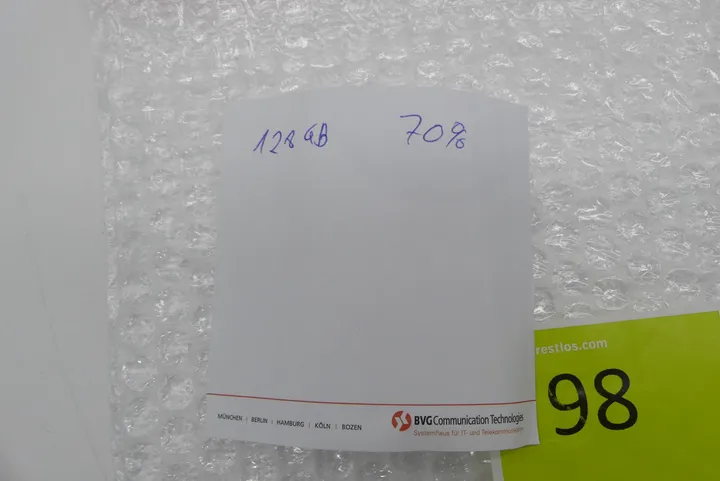 128 GB 70%
restlos.com
98
MÜNCHEN | BERLIN | HAMBURG | KÖLN | BOZEN
BVG Communication Technologies
Systemhaus für IT- und Telekommunikation